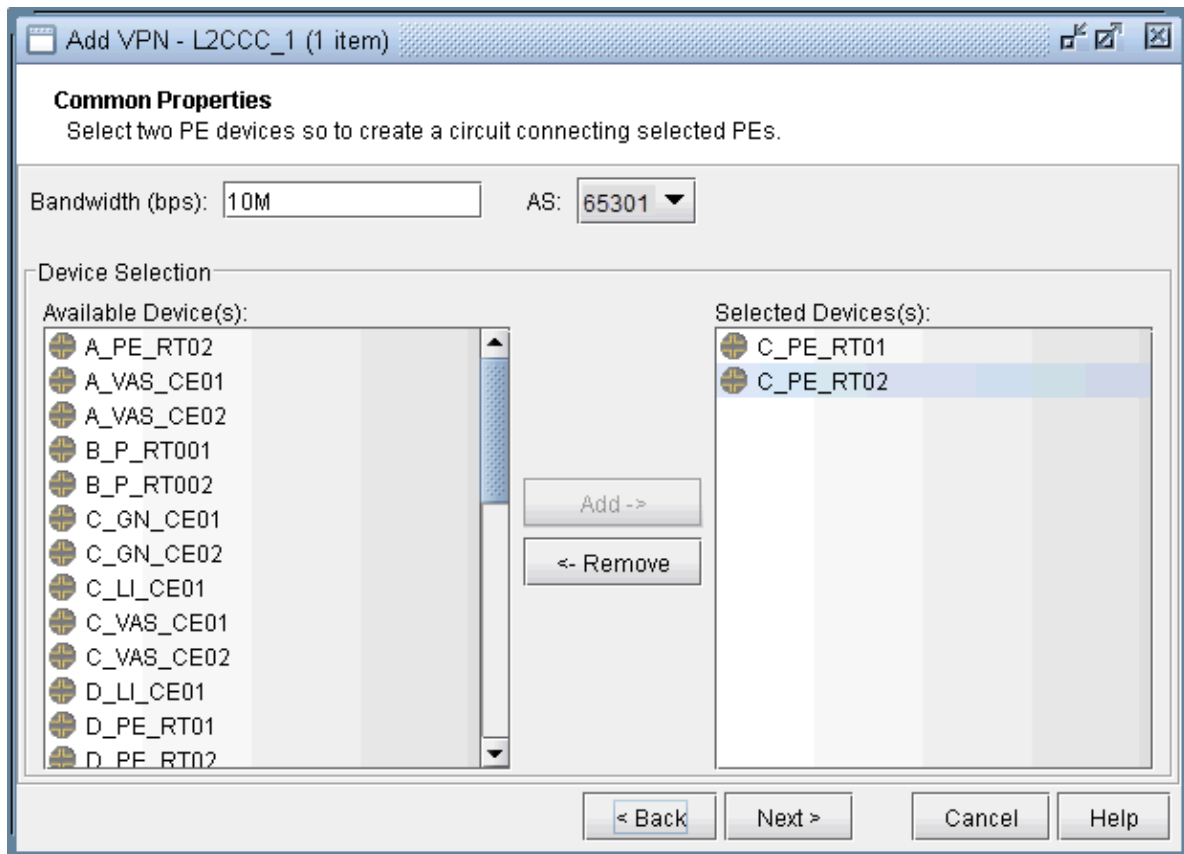 Add VPN - L2CCC_1 (1 item)
Common Properties
Select two PE devices so to create a circuit connecting selected PEs.
Bandwidth (bps): 10M AS: 65301
Device Selection
Available Device(s):
A_PE_RT02
A_VAS_CE01
A_VAS_CE02
B_P_RT001
B_P_RT002
C_GN_CE01
C_GN_CE02
C_LI_CE01
C_VAS_CE01
C_VAS_CE02
D_LI_CE01
D_PE_RT01
D_PE_RT02
Add ->
<- Remove
Selected Devices(s):
C_PE_RT01
C_PE_RT02
< Back Next > Cancel Help